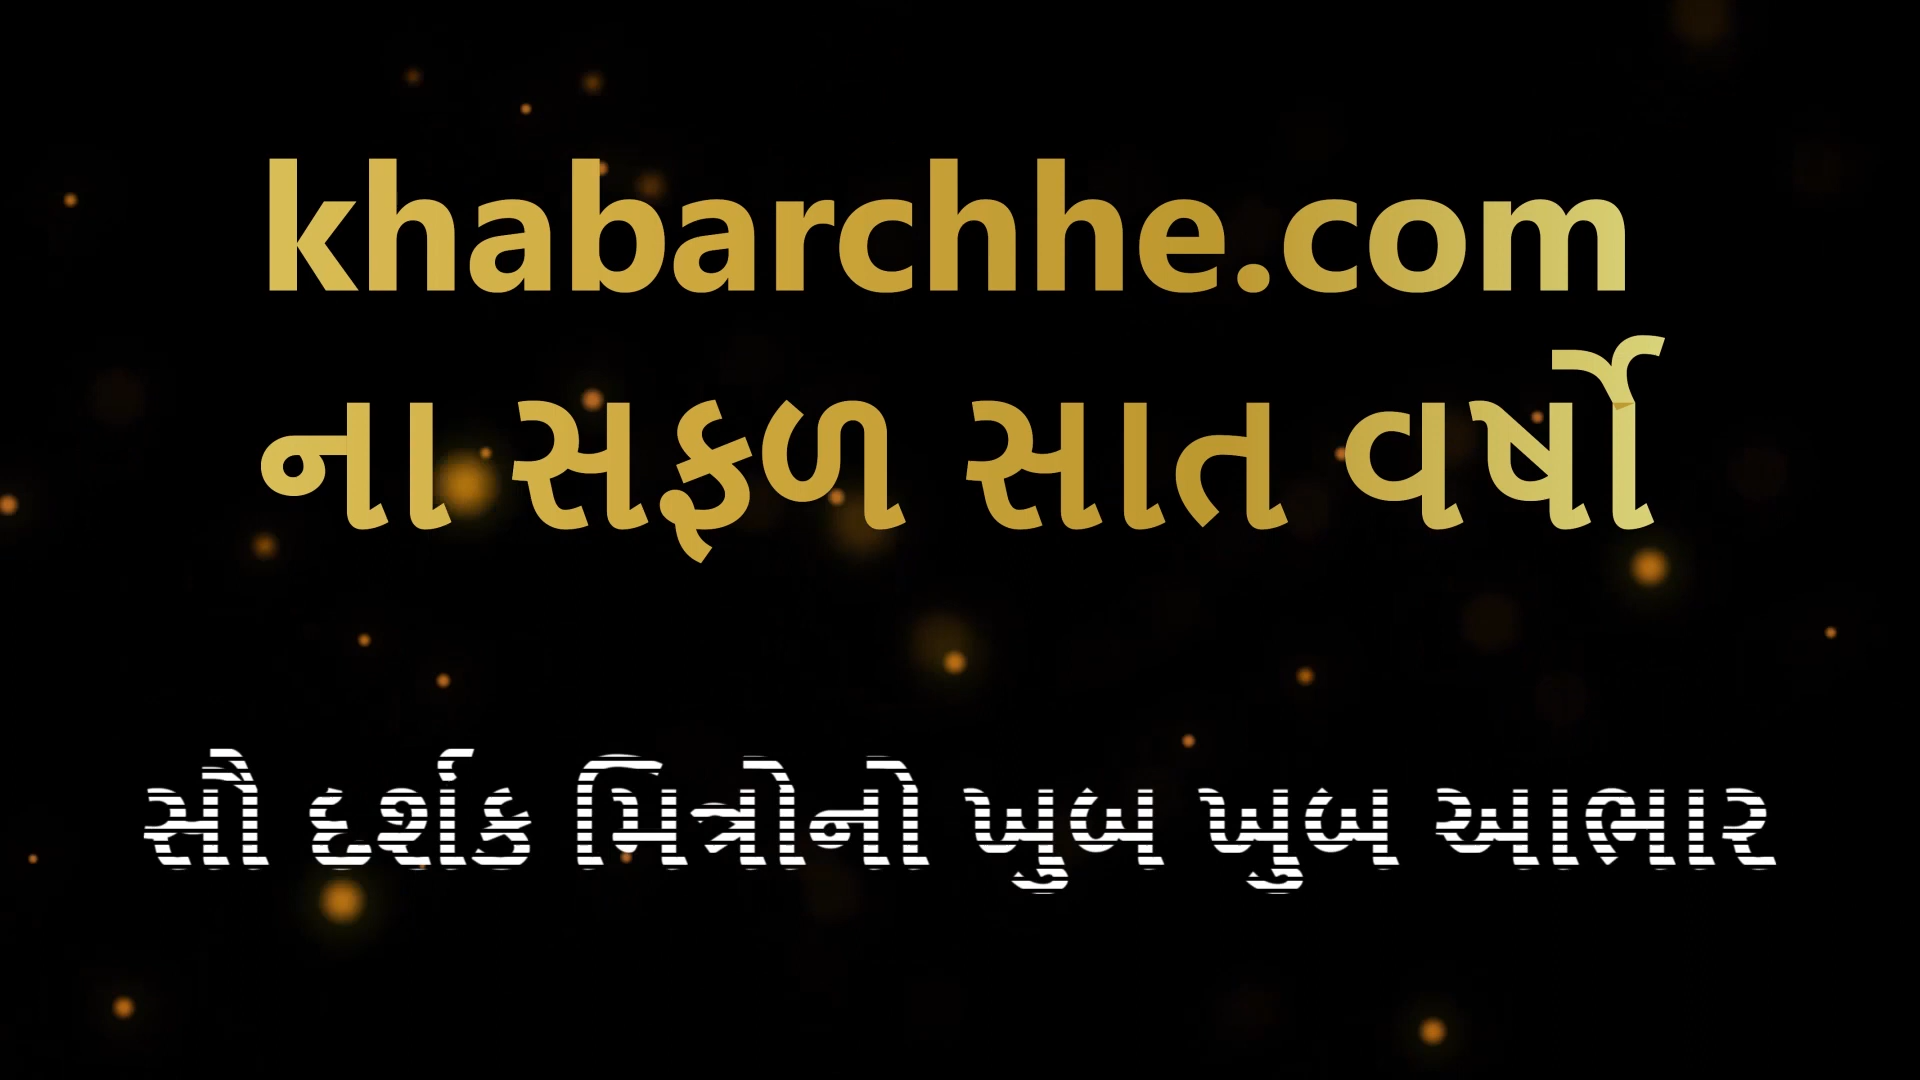 khabarchhe.com
ના સફળ સાત વર્ષો
સૌ દર્શક મિત્રોનો ખુબ ખુબ આભાર